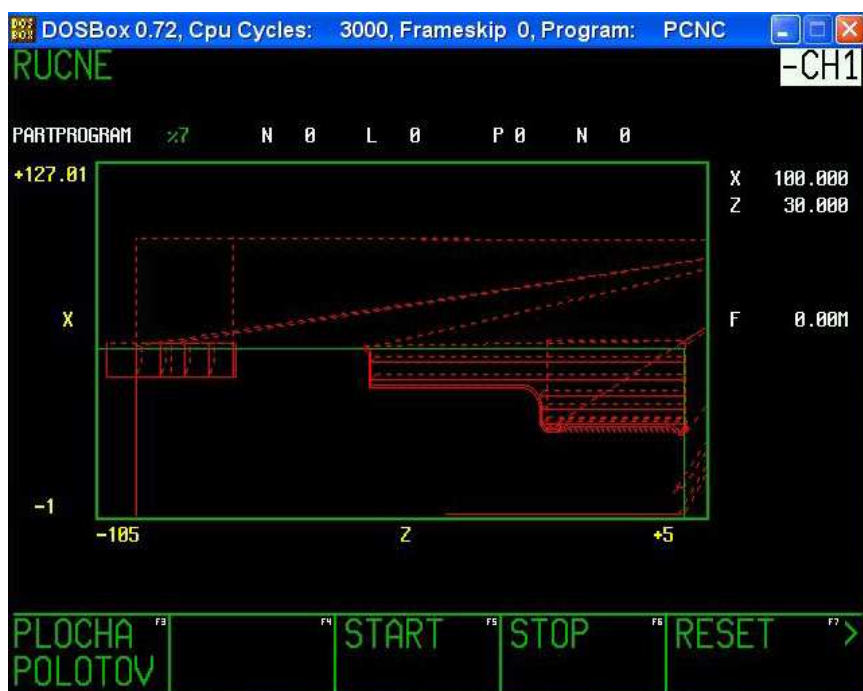 DOSBox 0.72, Cpu Cycles: 3000, Frameskip 0, Program: PCNC
RUCNE -CH1
PARTPROGRAM %7 N 0 L 0 P 0 N 0
+127.01
X 100.000
Z 30.000
X
F 0.00M
-1
-105 Z +5
PLOCHA POLOTOV F3
F4
START F5
STOP F6
RESET F7 >